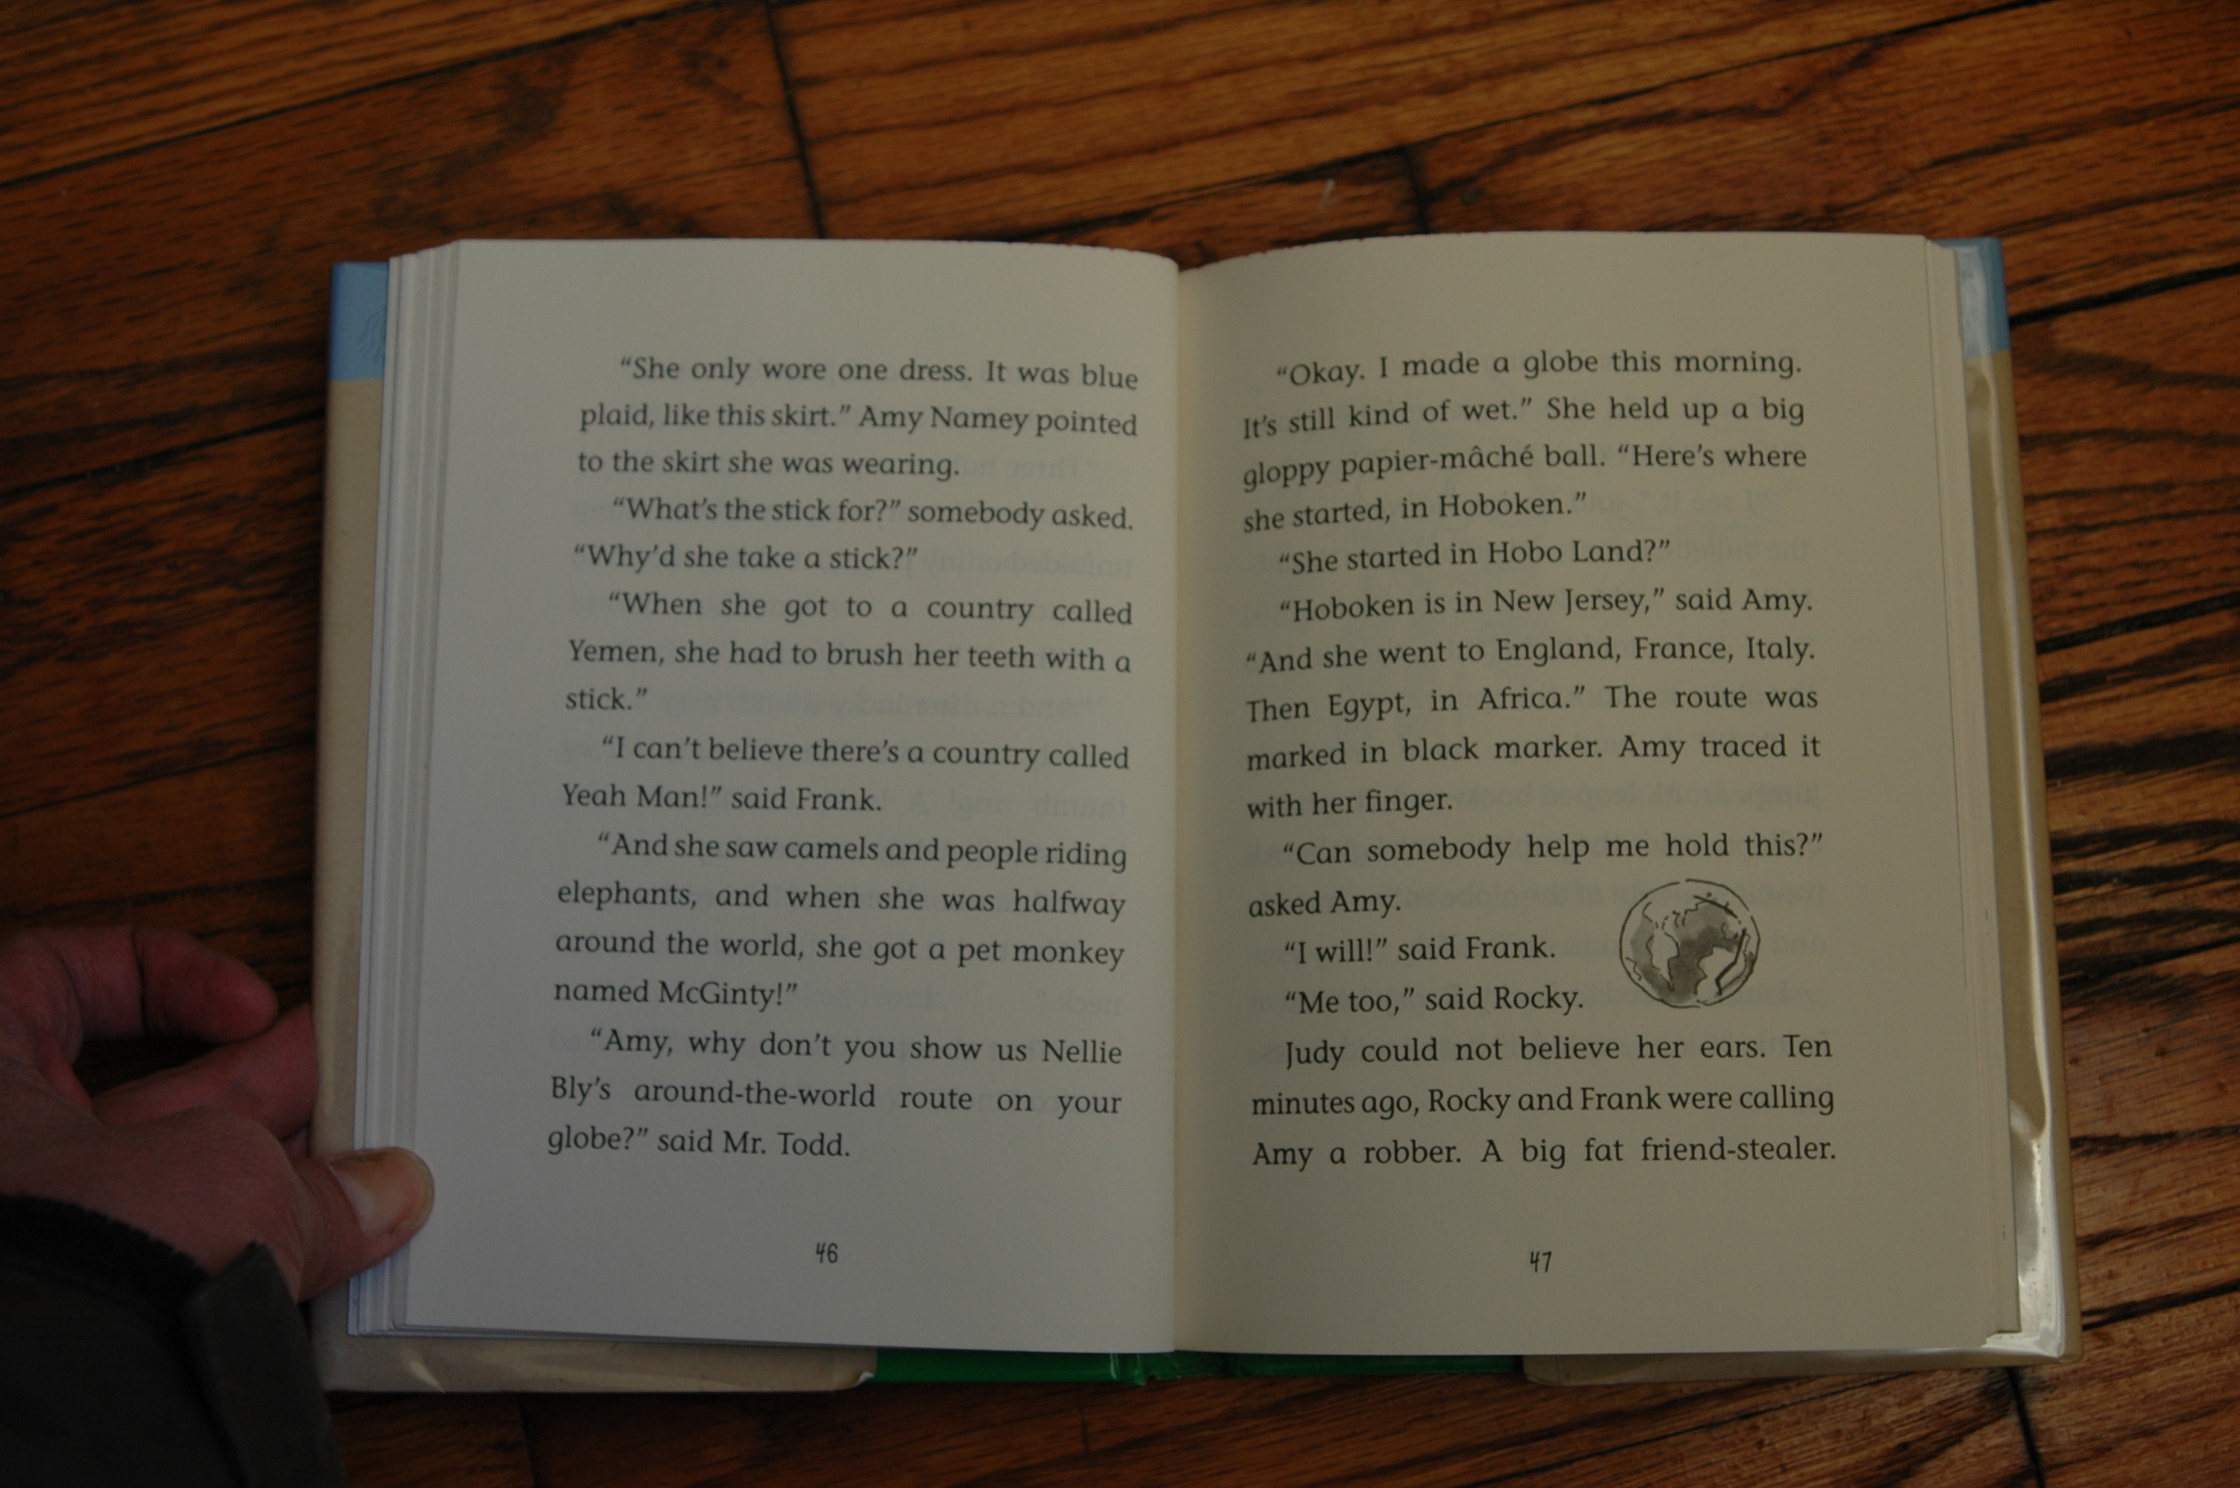 “She only wore one dress. It was blue
plaid, like this skirt.” Amy Namey pointed
to the skirt she was wearing.
“What’s the stick for?” somebody asked.
“Why’d she take a stick?”
“When she got to a country called
Yemen, she had to brush her teeth with a
stick.”
“I can’t believe there’s a country called
Yeah Man!” said Frank.
“And she saw camels and people riding
elephants, and when she was halfway
around the world, she got a pet monkey
named McGinty!”
“Amy, why don’t you show us Nellie
Bly’s around-the-world route on your
globe?” said Mr. Todd.
46
“Okay. I made a globe this morning.
It’s still kind of wet.” She held up a big
gloppy papier-mâché ball. “Here’s where
she started, in Hoboken.”
“She started in Hobo Land?”
“Hoboken is in New Jersey,” said Amy.
“And she went to England, France, Italy.
Then Egypt, in Africa.” The route was
marked in black marker. Amy traced it
with her finger.
“Can somebody help me hold this?”
asked Amy.
“I will!” said Frank.
“Me too,” said Rocky.
Judy could not believe her ears. Ten
minutes ago, Rocky and Frank were calling
Amy a robber. A big fat friend-stealer.
47